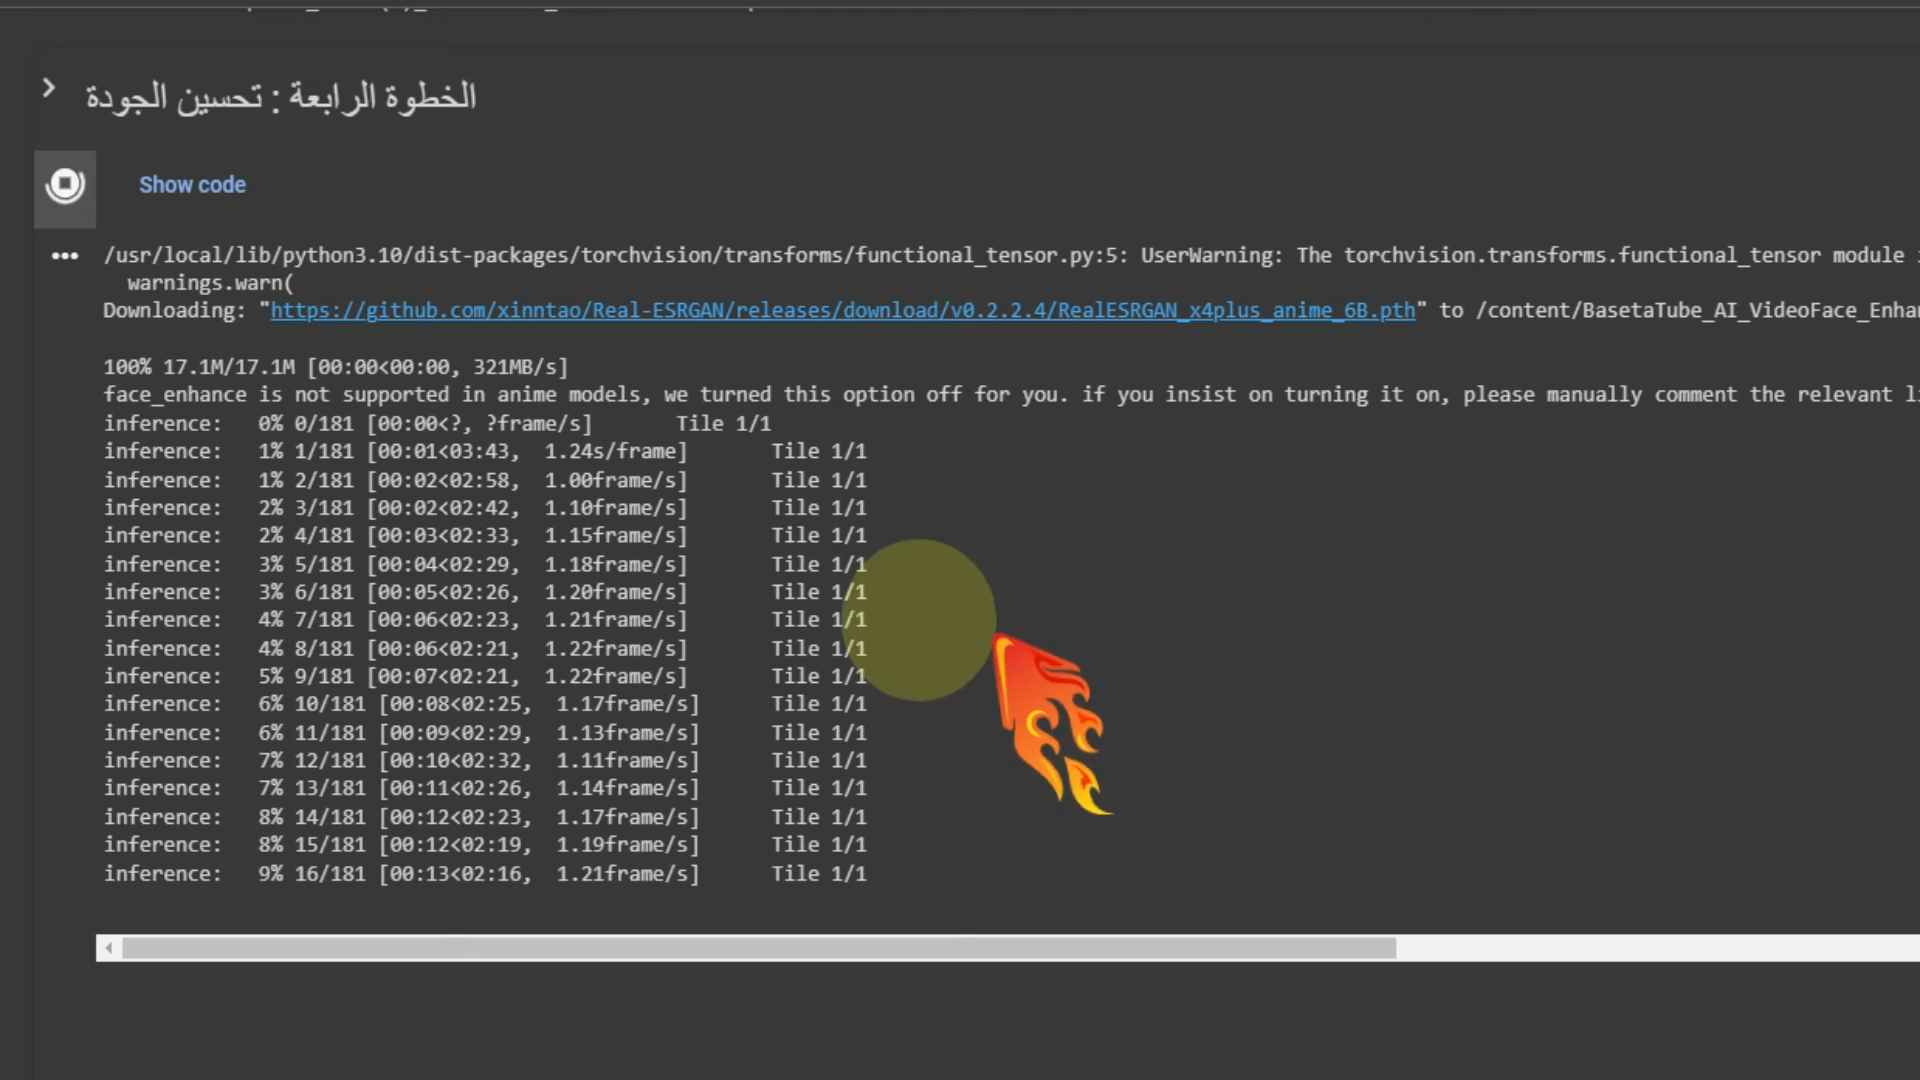 الخطوة الرابعة : تحسين الجودة
Show code
/usr/local/lib/python3.10/dist-packages/torchvision/transforms/functional_tensor.py:5: UserWarning: The torchvision.transforms.functional_tensor module
warnings.warn(
Downloading: "https://github.com/xinntao/Real-ESRGAN/releases/download/v0.2.2.4/RealESRGAN_x4plus_anime_6B.pth" to /content/BasetaTube_AI_VideoFace_Enha
100% 17.1M/17.1M [00:00<00:00, 321MB/s]
face_enhance is not supported in anime models, we turned this option off for you. if you insist on turning it on, please manually comment the relevant
inference:   0% 0/181 [00:00<?, ?frame/s]       Tile 1/1
inference:   1% 1/181 [00:01<03:43,  1.24s/frame]       Tile 1/1
inference:   1% 2/181 [00:02<02:58,  1.00frame/s]       Tile 1/1
inference:   2% 3/181 [00:02<02:42,  1.10frame/s]       Tile 1/1
inference:   2% 4/181 [00:03<02:33,  1.15frame/s]       Tile 1/1
inference:   3% 5/181 [00:04<02:29,  1.18frame/s]       Tile 1/1
inference:   3% 6/181 [00:05<02:26,  1.20frame/s]       Tile 1/1
inference:   4% 7/181 [00:06<02:23,  1.21frame/s]       Tile 1/1
inference:   4% 8/181 [00:06<02:21,  1.22frame/s]       Tile 1/1
inference:   5% 9/181 [00:07<02:21,  1.22frame/s]       Tile 1/1
inference:   6% 10/181 [00:08<02:25,  1.17frame/s]      Tile 1/1
inference:   6% 11/181 [00:09<02:29,  1.13frame/s]      Tile 1/1
inference:   7% 12/181 [00:10<02:32,  1.11frame/s]      Tile 1/1
inference:   7% 13/181 [00:11<02:26,  1.14frame/s]      Tile 1/1
inference:   8% 14/181 [00:12<02:23,  1.17frame/s]      Tile 1/1
inference:   8% 15/181 [00:12<02:19,  1.19frame/s]      Tile 1/1
inference:   9% 16/181 [00:13<02:16,  1.21frame/s]      Tile 1/1